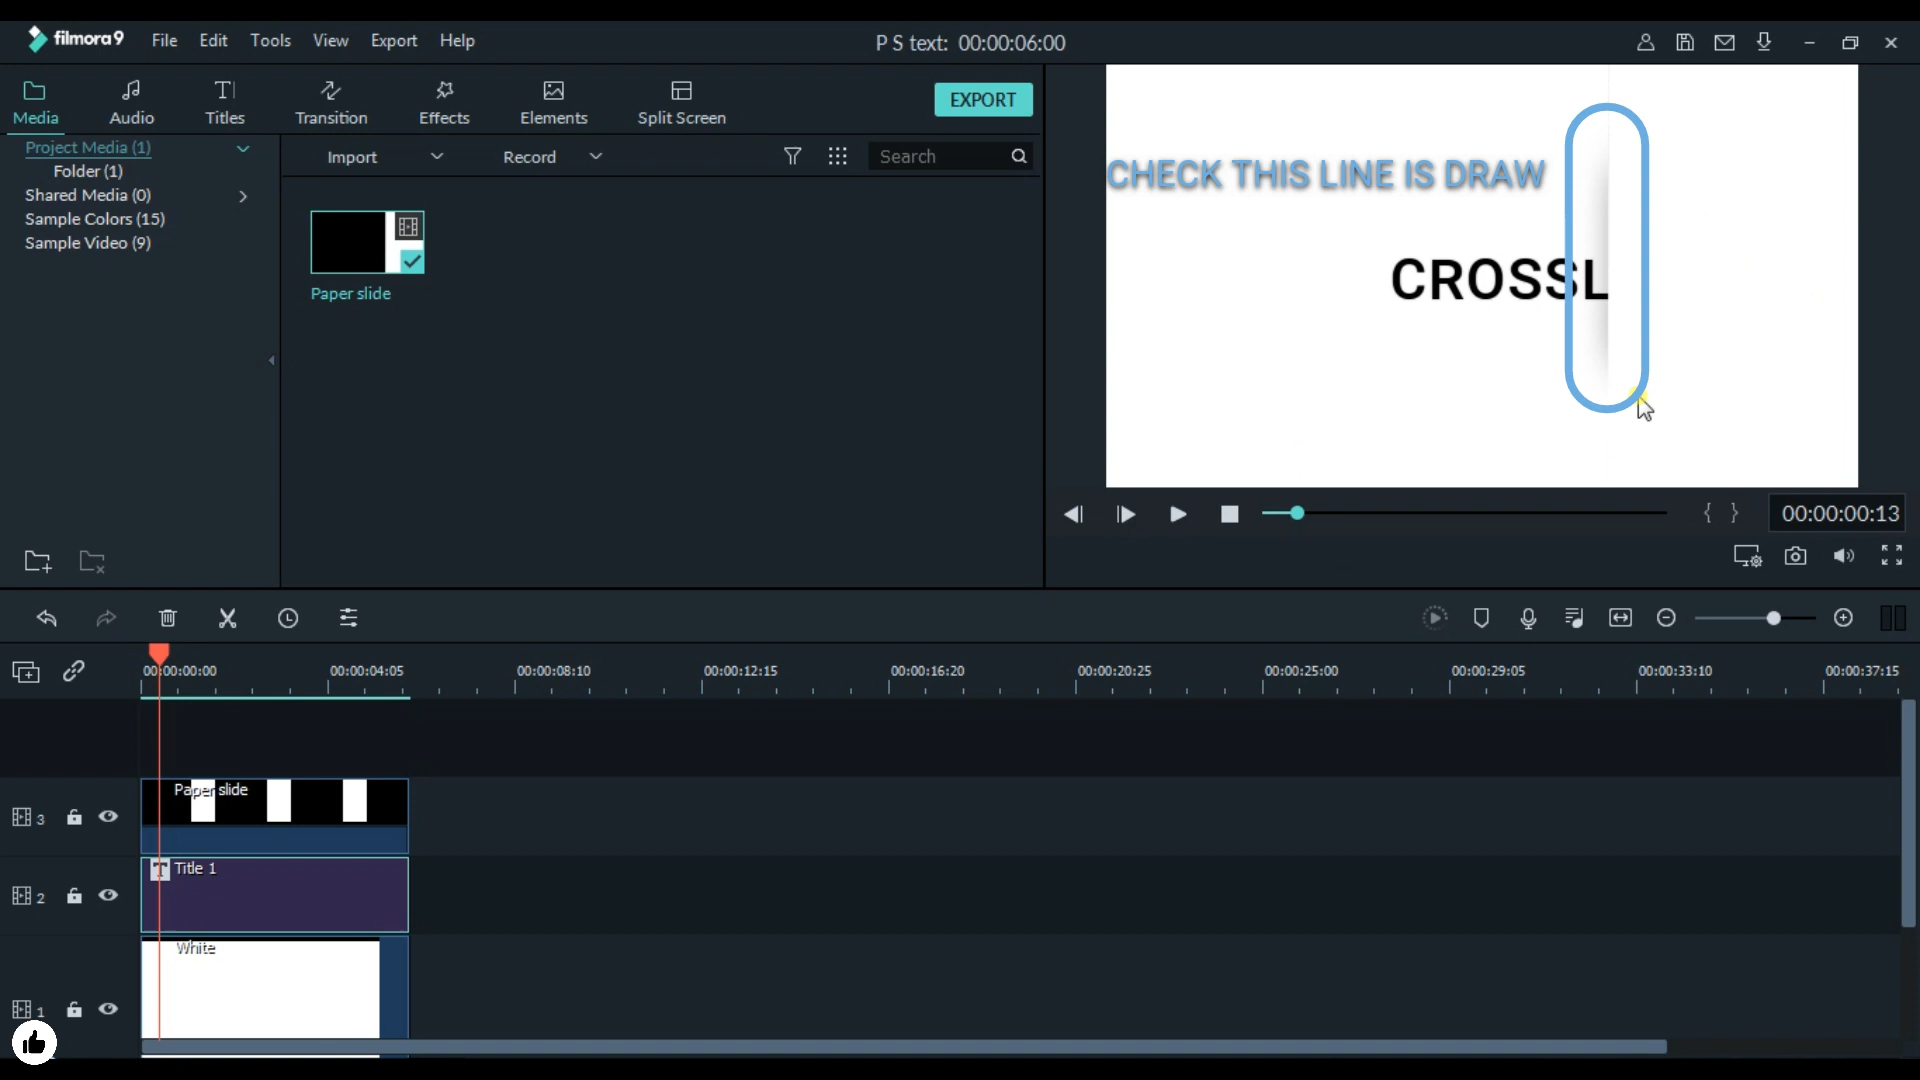 filmora9 File Edit Tools View Export Help P S text: 00:00:06:00
Media Audio Titles Transition Effects Elements Split Screen EXPORT
Project Media (1)
Folder (1)
Shared Media (0)
Sample Colors (15)
Sample Video (9)
Import Record Search
Paper slide
CHECK THIS LINE IS DRAW
CROSSL
{ } 00:00:00:13
00:00:00:00 00:00:04:05 00:00:08:10 00:00:12:15 00:00:16:20 00:00:20:25 00:00:25:00 00:00:29:05 00:00:33:10 00:00:37:15
Paper slide
3
T Title 1
2
White
1